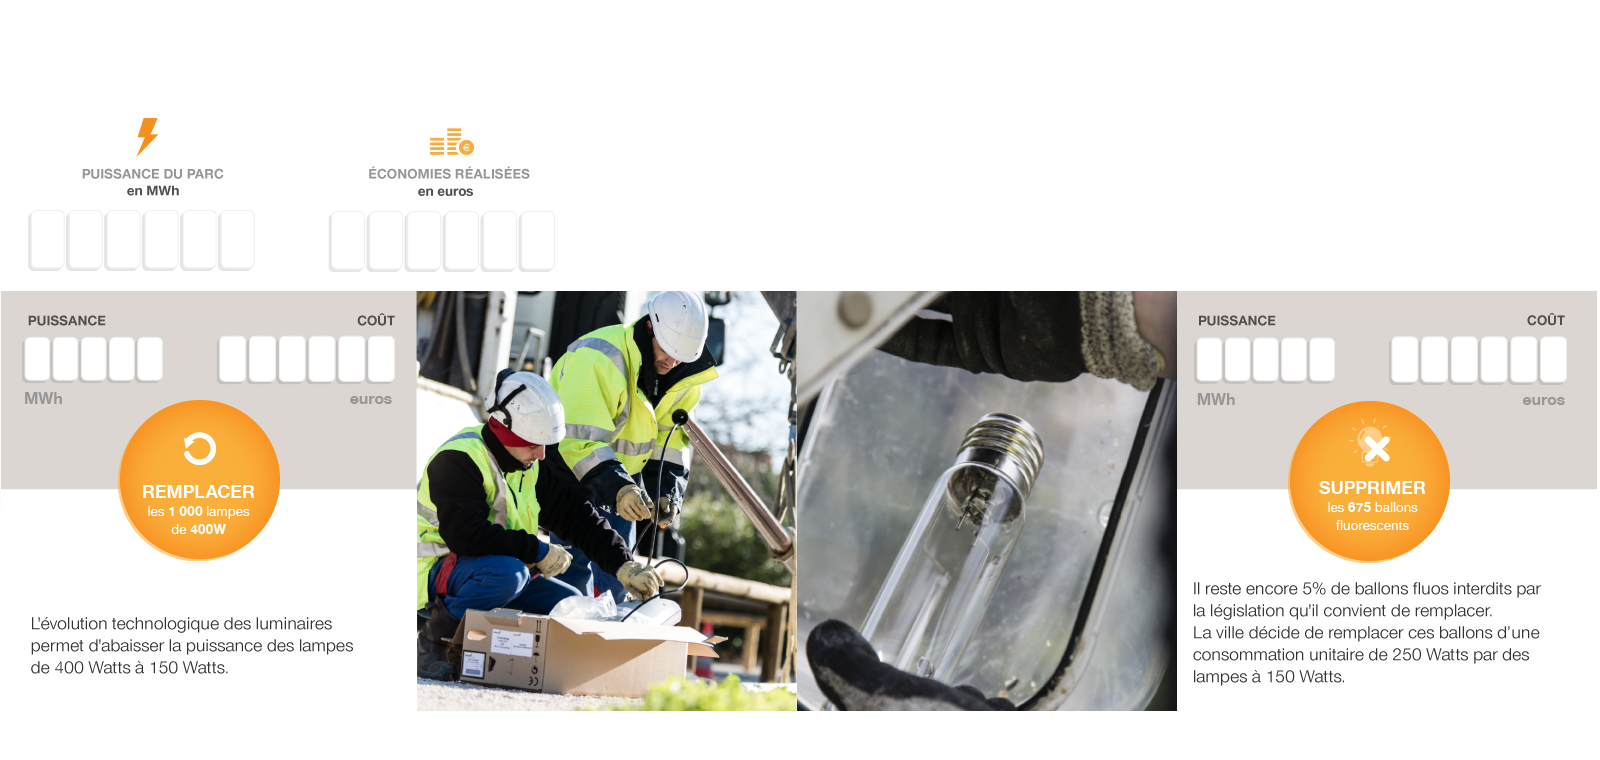 PUISSANCE DU PARC
en MWh
ÉCONOMIES RÉALISÉES
en euros
PUISSANCE
COÛT
MWh
euros
REMPLACER
les 1 000 lampes
de 400W
L'évolution technologique des luminaires
permet d'abaisser la puissance des lampes
de 400 Watts à 150 Watts.
PUISSANCE
COÛT
MWh
euros
SUPPRIMER
les 675 ballons
fluorescents
Il reste encore 5% de ballons fluos interdits par
la législation qu'il convient de remplacer.
La ville décide de remplacer ces ballons d'une
consommation unitaire de 250 Watts par des
lampes à 150 Watts.